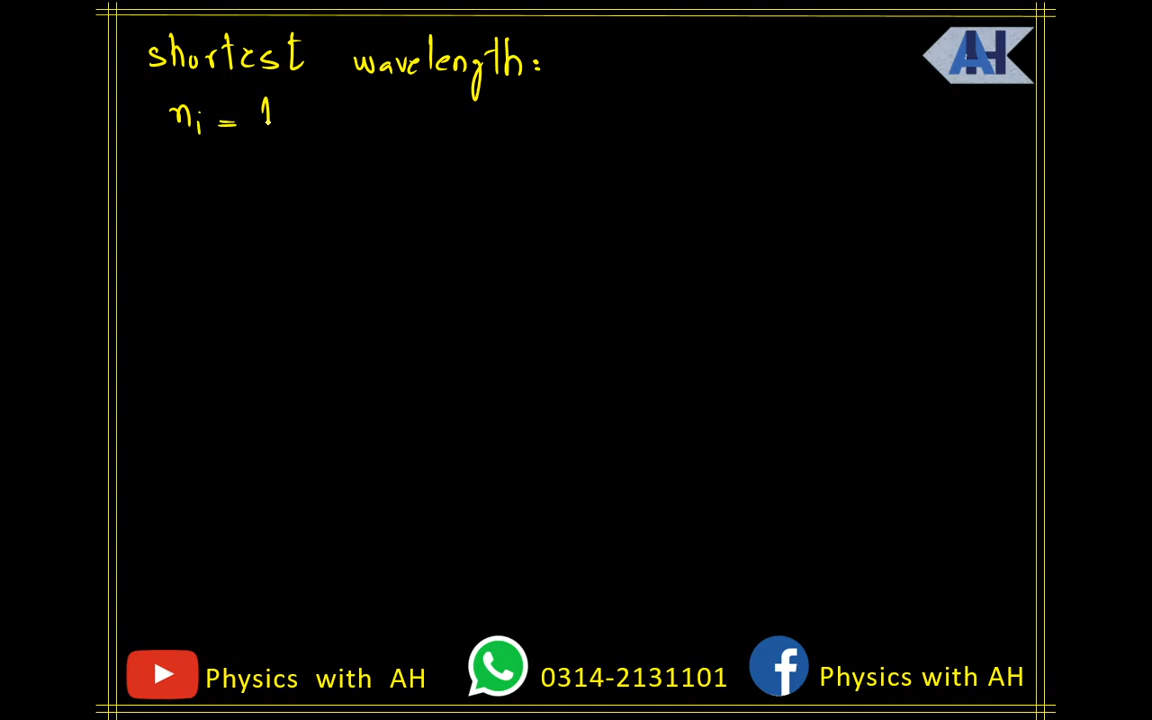 shortest wavelength:
ni = 1
AH
Physics with AH
0314-2131101
Physics with AH